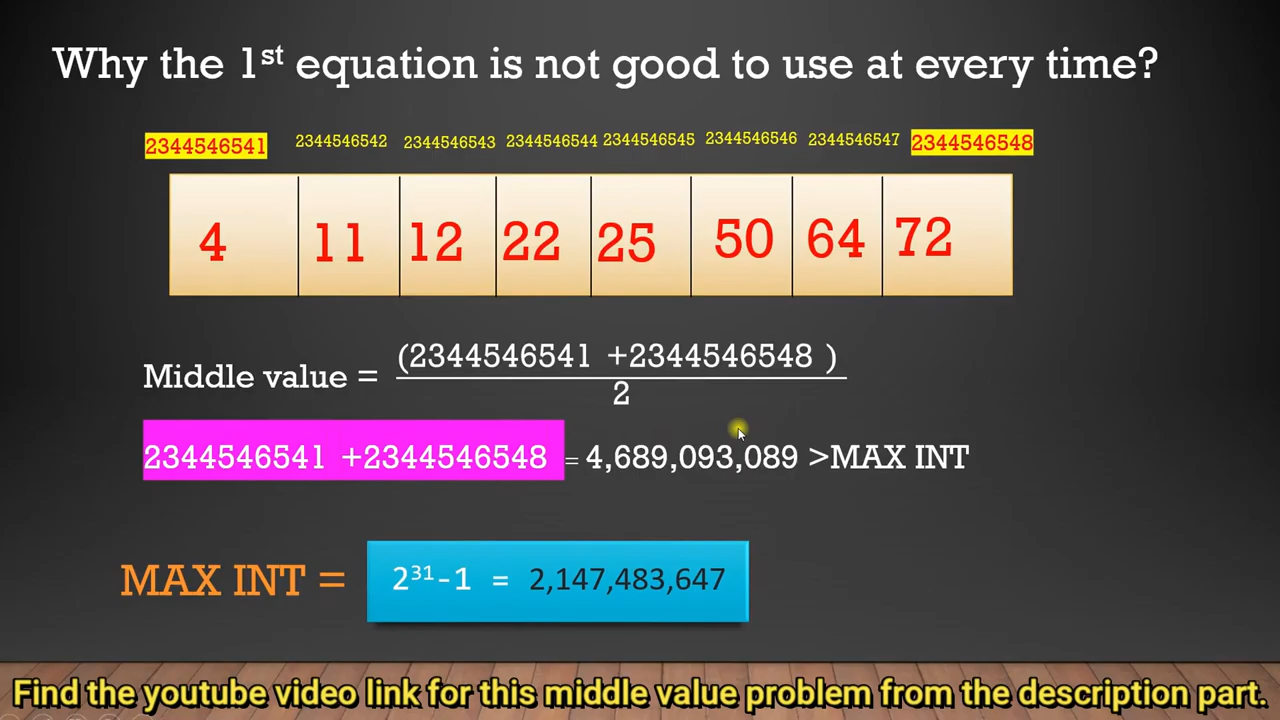 Why the 1st equation is not good to use at every time?
2344546541 2344546542 2344546543 2344546544 2344546545 2344546546 2344546547 2344546548
4 11 12 22 25 50 64 72
(2344546541 +2344546548 )
Middle value =
2
2344546541 +2344546548 = 4,689,093,089 >MAX INT
MAX INT = 2³¹-1 = 2,147,483,647
Find the youtube video link for this middle value problem from the description part.